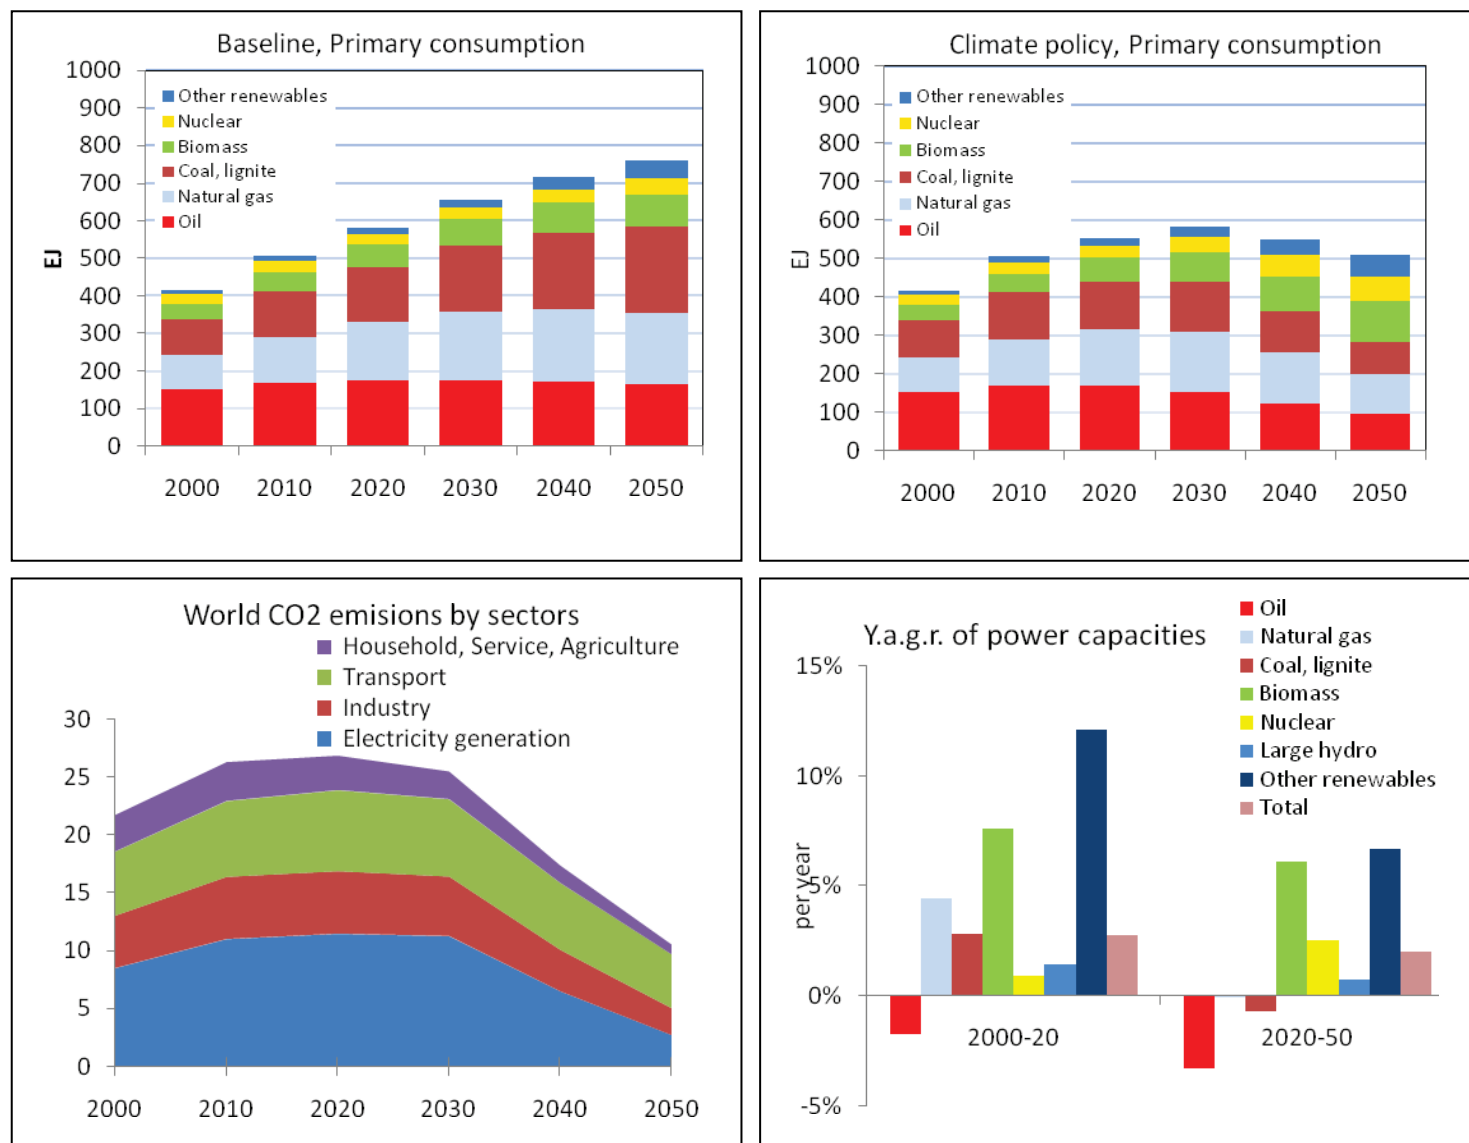 Baseline, Primary consumption
1000
900
800
700
600
500
400
300
200
100
0
EJ
Other renewables
Nuclear
Biomass
Coal, lignite
Natural gas
Oil
2000 2010 2020 2030 2040 2050
Climate policy, Primary consumption
1000
900
800
700
600
500
400
300
200
100
0
EJ
Other renewables
Nuclear
Biomass
Coal, lignite
Natural gas
Oil
2000 2010 2020 2030 2040 2050
World CO2 emisions by sectors
Household, Service, Agriculture
Transport
Industry
Electricity generation
30
25
20
15
10
5
0
2000 2010 2020 2030 2040 2050
Y.a.g.r. of power capacities
Oil
Natural gas
Coal, lignite
Biomass
Nuclear
Large hydro
Other renewables
Total
15%
10%
5%
0%
-5%
per year
2000-20 2020-50